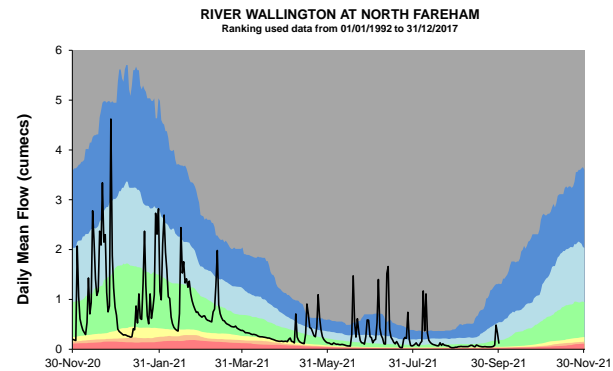 RIVER WALLINGTON AT NORTH FAREHAM
Ranking used data from 01/01/1992 to 31/12/2017
Daily Mean Flow (cumecs)
6
5
4
3
2
1
0
30-Nov-20 31-Jan-21 31-Mar-21 31-May-21 31-Jul-21 30-Sep-21 30-Nov-21